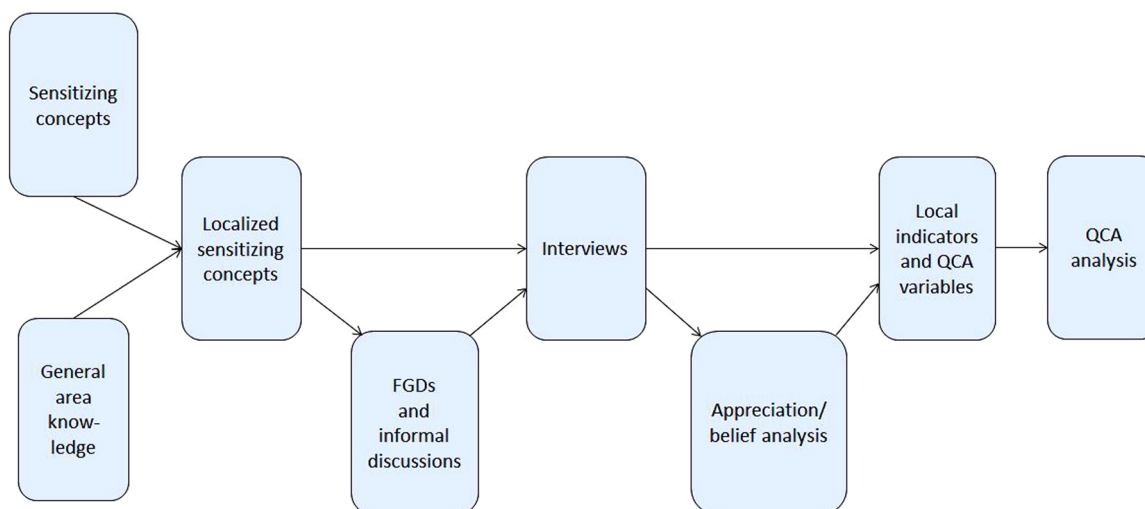 Sensitizing
concepts
General
area
know-
ledge
Localized
sensitizing
concepts
FGDs
and
informal
discussions
Interviews
Appreciation/
belief analysis
Local
indicators
and QCA
variables
QCA
analysis